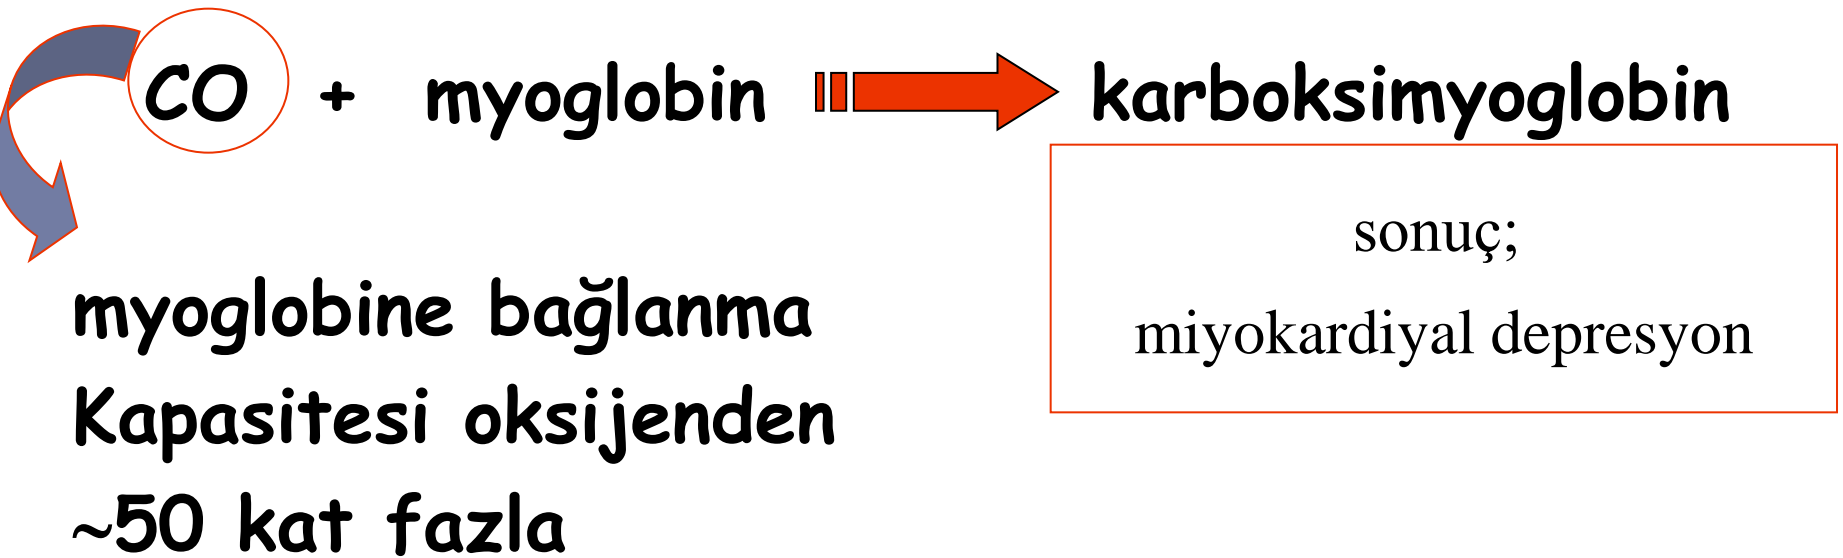 CO + myoglobin karboksimyoglobin
sonuç;
miyokardiyal depresyon
myoglobine bağlanma
Kapasitesi oksijenden
~50 kat fazla